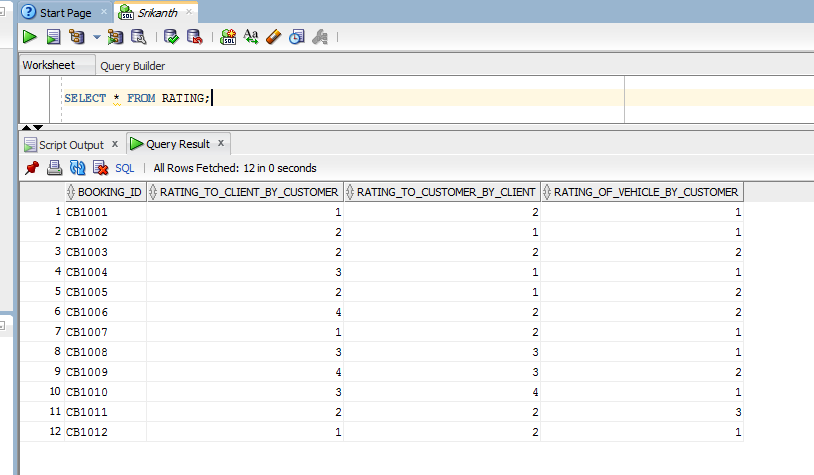 Start Page Srikanth
Worksheet Query Builder
SELECT * FROM RATING;
Script Output x Query Result x
SQL | All Rows Fetched: 12 in 0 seconds
BOOKING_ID RATING_TO_CLIENT_BY_CUSTOMER RATING_TO_CUSTOMER_BY_CLIENT RATING_OF_VEHICLE_BY_CUSTOMER
1 CB1001 1 2 1
2 CB1002 2 1 1
3 CB1003 2 2 2
4 CB1004 3 1 1
5 CB1005 2 1 2
6 CB1006 4 2 2
7 CB1007 1 2 1
8 CB1008 3 3 1
9 CB1009 4 3 2
10 CB1010 3 4 1
11 CB1011 2 2 3
12 CB1012 1 2 1